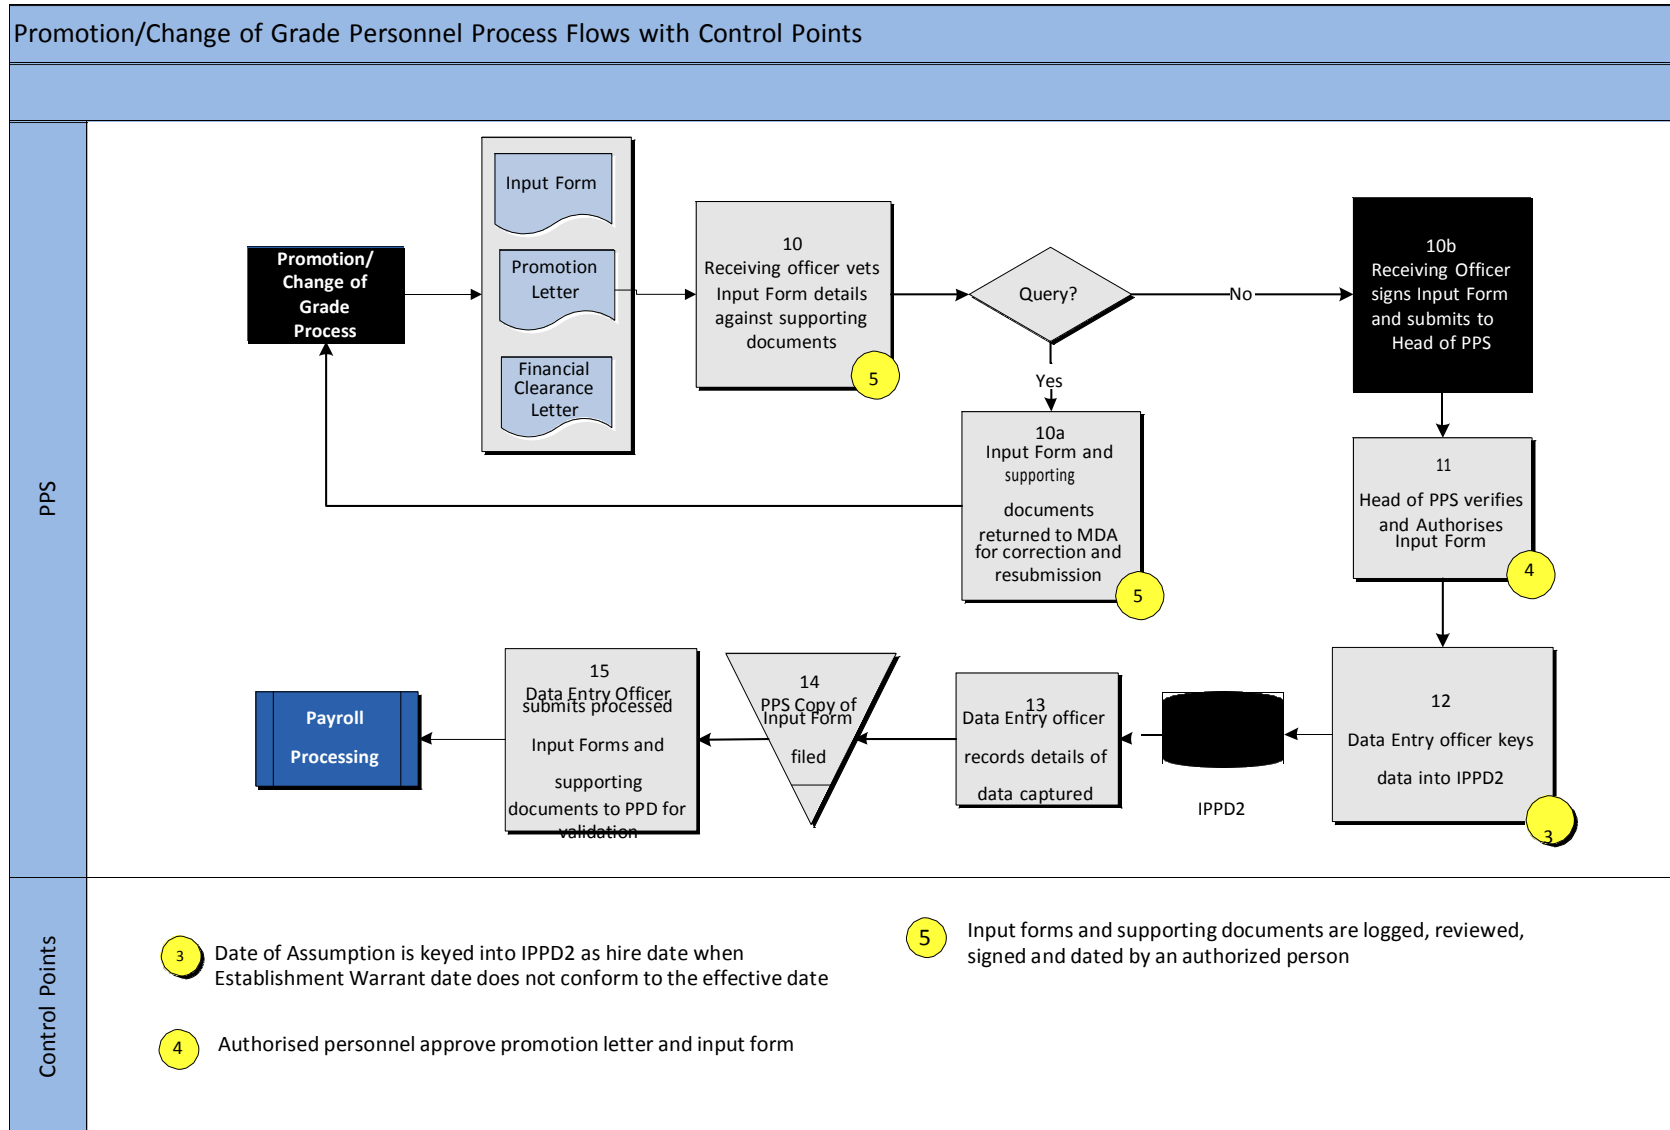 Promotion/Change of Grade Personnel Process Flows with Control Points
PPS
Promotion/
Change of
Grade
Process
Input Form
Promotion
Letter
Financial
Clearance
Letter
10
Receiving officer vets
Input Form details
against supporting
documents
5
Query?
No
Yes
10b
Receiving Officer
signs Input Form
and submits to
Head of PPS
10a
Input Form and
supporting
documents
returned to MDA
for correction and
resubmission
5
11
Head of PPS verifies
and Authorises
Input Form
4
12
Data Entry officer keys
data into IPPD2
3
IPPD2
13
Data Entry officer
records details of
data captured
14
PPS Copy of
Input Form
filed
15
Data Entry Officer
submits processed
Input Forms and
supporting
documents to PPD for
validation
Payroll
Processing
Control Points
3
Date of Assumption is keyed into IPPD2 as hire date when
Establishment Warrant date does not conform to the effective date
4
Authorised personnel approve promotion letter and input form
5
Input forms and supporting documents are logged, reviewed,
signed and dated by an authorized person